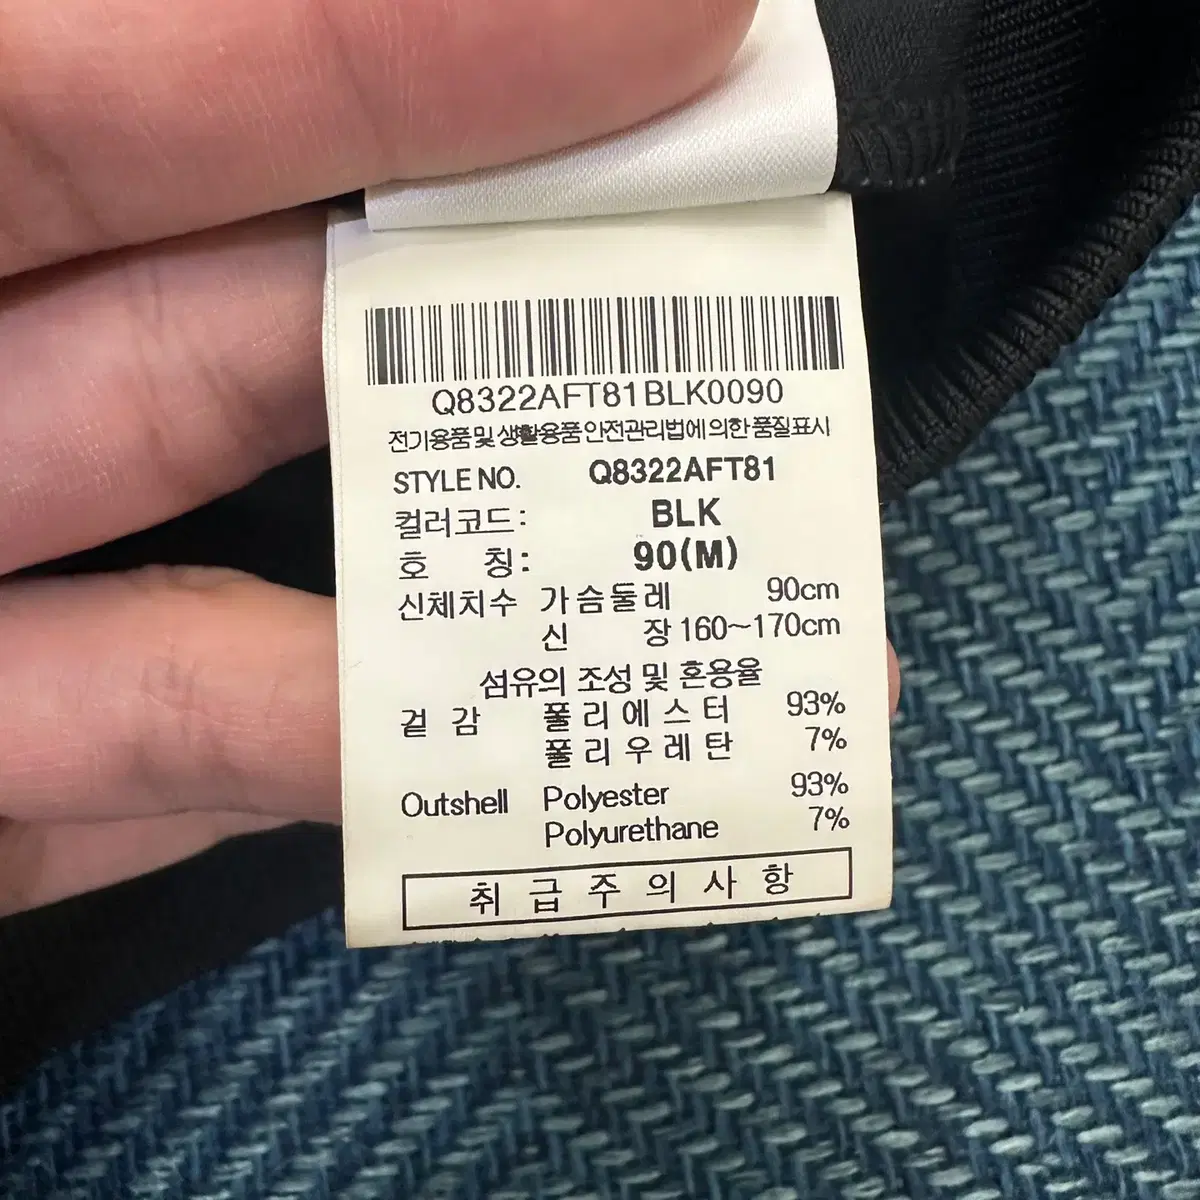 Q8322AFT81BLK0090
전기용품 및 생활용품 안전관리법에 의한 품질표시
STYLE NO. Q8322AFT81
컬러코드: BLK
호 칭: 90(M)
신체치수 가슴둘레 90cm
신 장 160~170cm
섬유의 조성 및 혼용율
겉 감 폴리에스터 93%
폴리우레탄 7%
Outshell Polyester 93%
Polyurethane 7%
취급주의사항